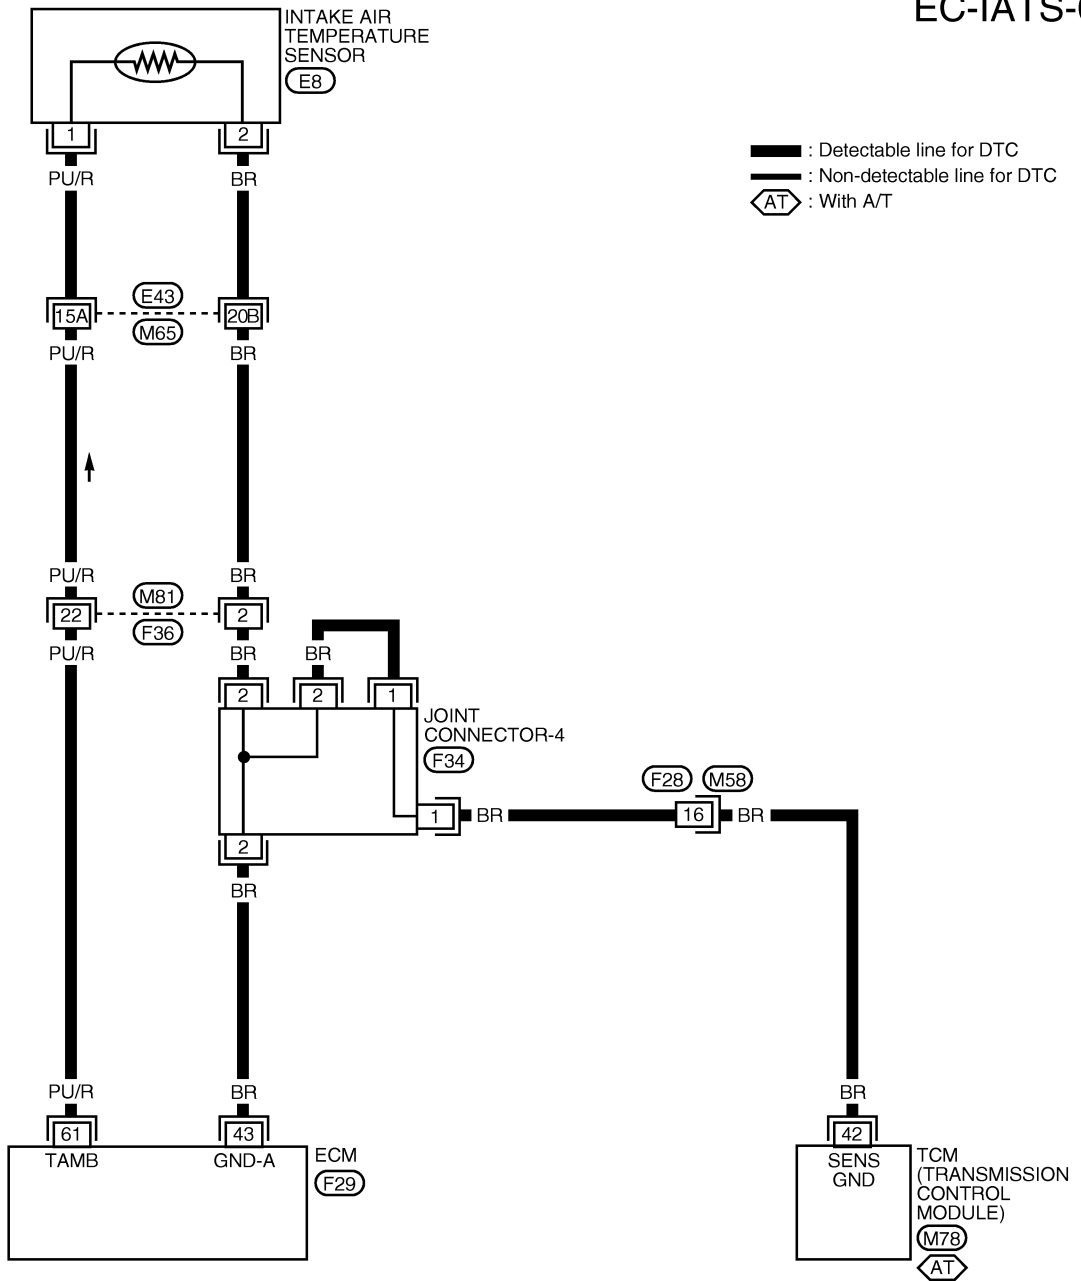 EC-IATS-
INTAKE AIR
TEMPERATURE
SENSOR
E8
1
2
PU/R
BR
: Detectable line for DTC
: Non-detectable line for DTC
AT : With A/T
E43
15A
20B
M65
PU/R
BR
PU/R
BR
M81
22
2
F36
PU/R
BR
BR
2
2
1
JOINT
CONNECTOR-4
F34
F28
M58
1
BR
16
BR
2
BR
PU/R
BR
BR
61
43
42
TAMB
GND-A
ECM
F29
SENS
GND
TCM
(TRANSMISSION
CONTROL
MODULE)
M78
AT